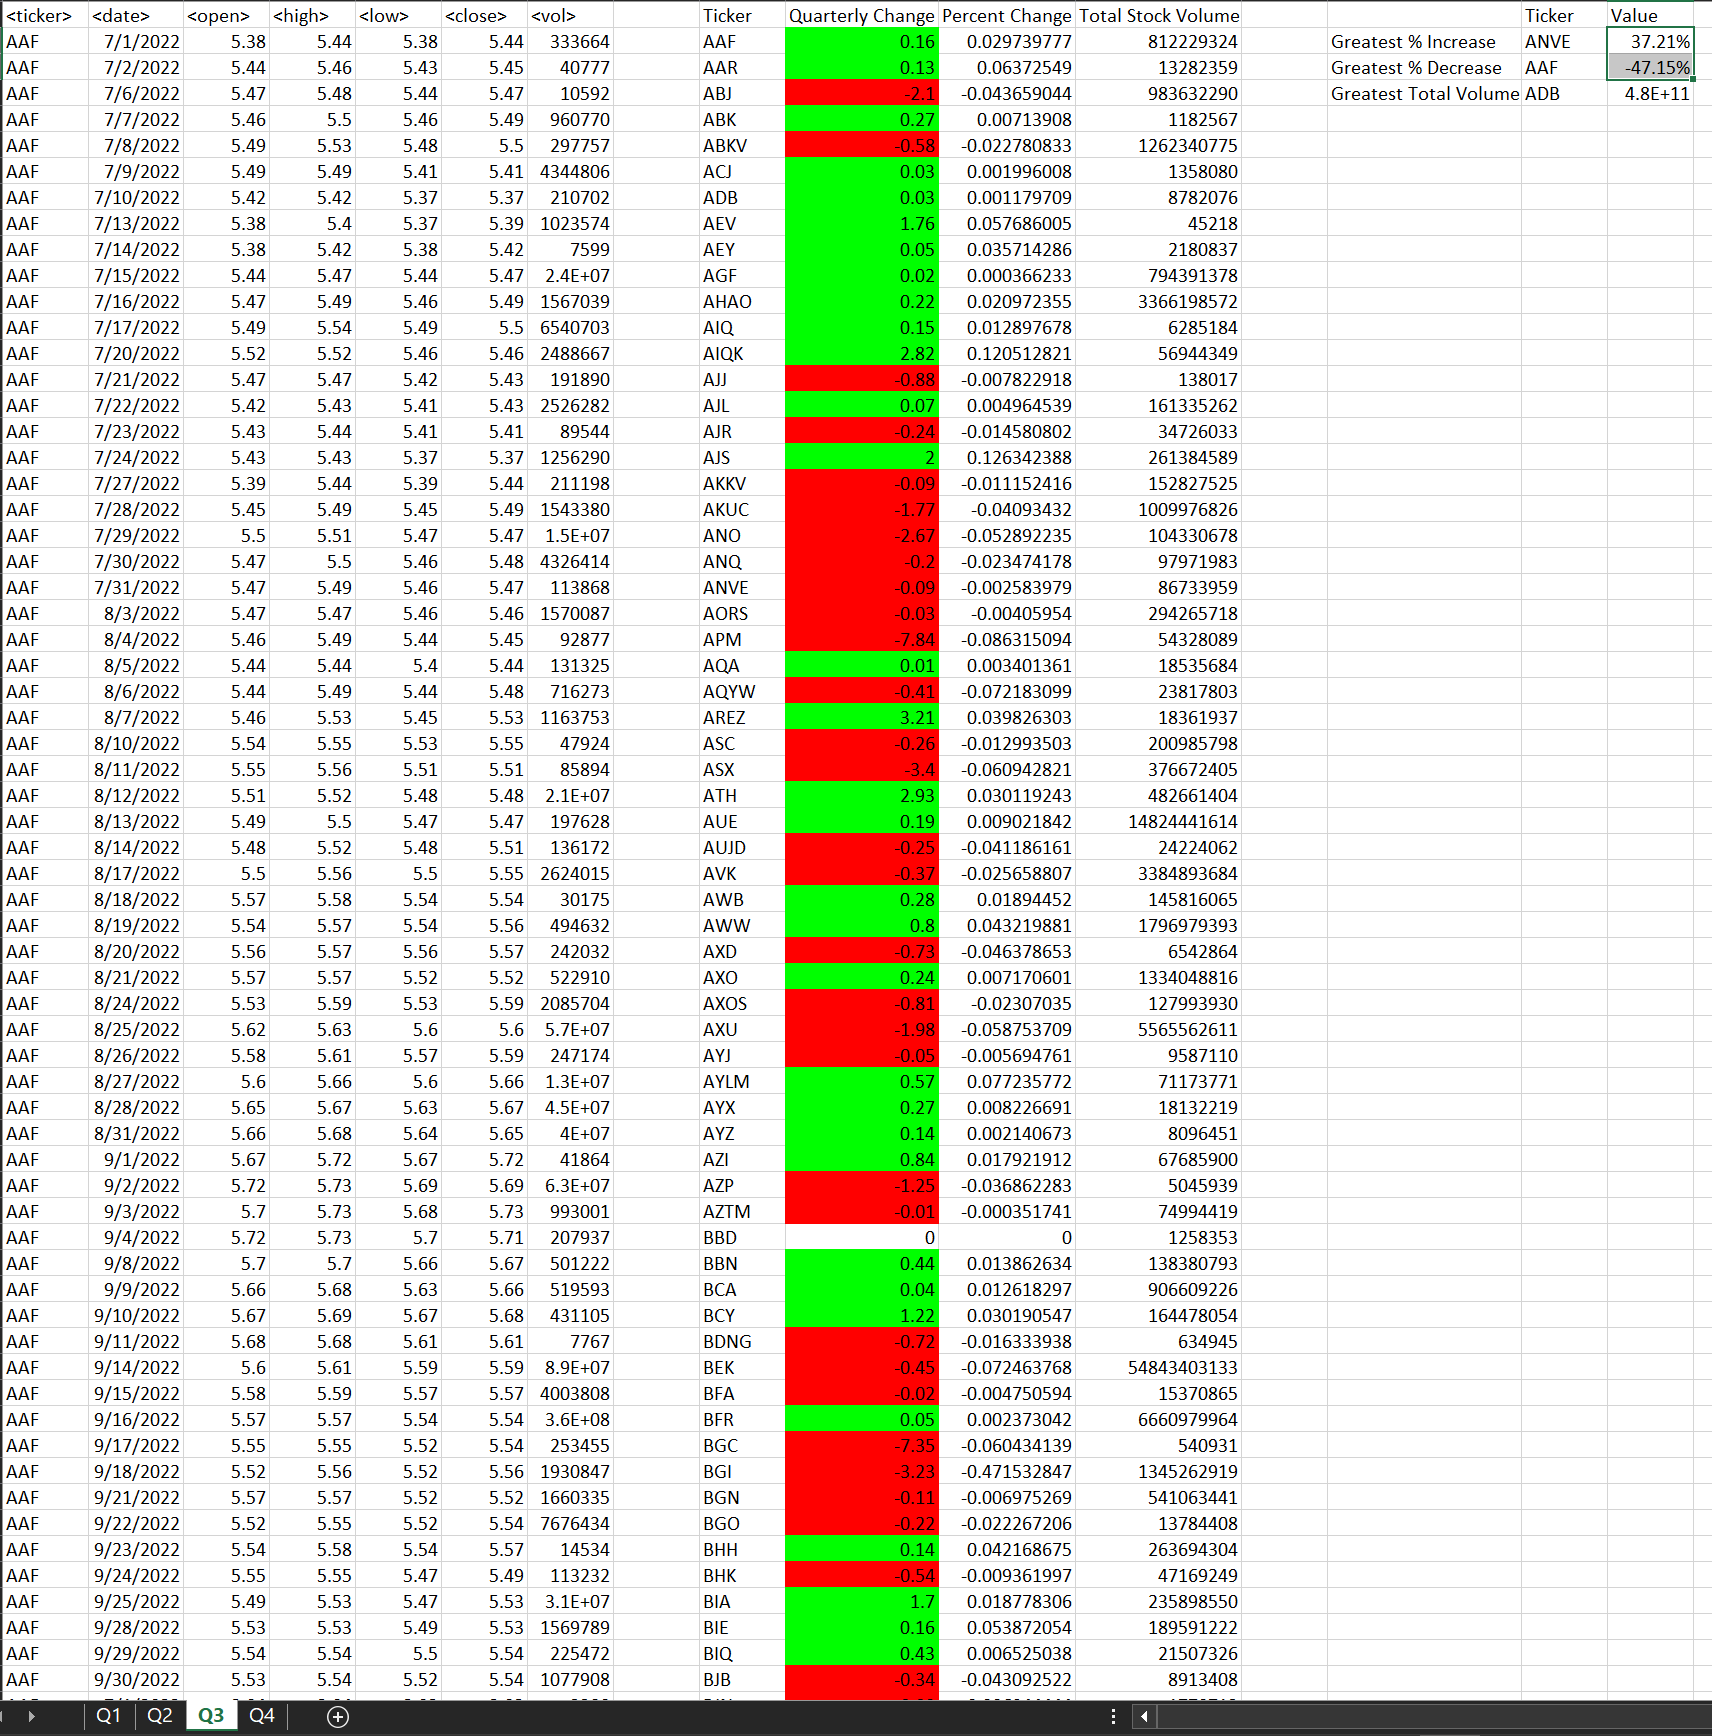 <ticker> <date> <open> <high> <low> <close> <vol> Ticker Quarterly Change Percent Change Total Stock Volume Ticker Value
AAF 7/1/2022 5.38 5.44 5.38 5.44 333664 AAF 0.16 0.029739777 812229324 Greatest % Increase ANVE 37.21%
AAF 7/2/2022 5.44 5.46 5.43 5.45 40777 AAR 0.13 0.06372549 13282359 Greatest % Decrease AAF -47.15%
AAF 7/6/2022 5.47 5.48 5.44 5.47 10592 ABJ -2.1 -0.043659044 983632290 Greatest Total Volume ADB 4.8E+11
AAF 7/7/2022 5.46 5.5 5.46 5.49 960770 ABK 0.27 0.00713908 1182567
AAF 7/8/2022 5.49 5.53 5.48 5.5 297757 ABKV -0.58 -0.022780833 1262340775
AAF 7/9/2022 5.49 5.49 5.41 5.41 4344806 ACJ 0.03 0.001996008 1358080
AAF 7/10/2022 5.42 5.42 5.37 5.37 210702 ADB 0.03 0.001179709 8782076
AAF 7/13/2022 5.38 5.4 5.37 5.39 1023574 AEV 1.76 0.057686005 45218
AAF 7/14/2022 5.38 5.42 5.38 5.42 7599 AEY 0.05 0.035714286 2180837
AAF 7/15/2022 5.44 5.47 5.44 5.47 2.4E+07 AGF 0.02 0.000366233 794391378
AAF 7/16/2022 5.47 5.49 5.46 5.49 1567039 AHAO 0.22 0.020972355 3366198572
AAF 7/17/2022 5.49 5.54 5.49 5.5 6540703 AIQ 0.15 0.012897678 6285184
AAF 7/20/2022 5.52 5.52 5.46 5.46 2488667 AIQK 2.82 0.120512821 56944349
AAF 7/21/2022 5.47 5.47 5.42 5.43 191890 AJJ -0.88 -0.007822918 138017
AAF 7/22/2022 5.42 5.43 5.41 5.43 2526282 AJL 0.07 0.004964539 161335262
AAF 7/23/2022 5.43 5.44 5.41 5.41 89544 AJR -0.24 -0.014580802 34726033
AAF 7/24/2022 5.43 5.43 5.37 5.37 1256290 AJS 2 0.126342388 261384589
AAF 7/27/2022 5.39 5.44 5.39 5.44 211198 AKKV -0.09 -0.011152416 152827525
AAF 7/28/2022 5.45 5.49 5.45 5.49 1543380 AKUC -1.77 -0.04093432 1009976826
AAF 7/29/2022 5.5 5.51 5.47 5.47 1.5E+07 ANO -2.67 -0.052892235 104330678
AAF 7/30/2022 5.47 5.5 5.46 5.48 4326414 ANQ -0.2 -0.023474178 97971983
AAF 7/31/2022 5.47 5.49 5.46 5.47 113868 ANVE -0.09 -0.002583979 86733959
AAF 8/3/2022 5.47 5.47 5.46 5.46 1570087 AORS -0.03 -0.00405954 294265718
AAF 8/4/2022 5.46 5.49 5.44 5.45 92877 APM -7.84 -0.086315094 54328089
AAF 8/5/2022 5.44 5.44 5.4 5.44 131325 AQA 0.01 0.003401361 18535684
AAF 8/6/2022 5.44 5.49 5.44 5.48 716273 AQYW -0.41 -0.072183099 23817803
AAF 8/7/2022 5.46 5.53 5.45 5.53 1163753 AREZ 3.21 0.039826303 18361937
AAF 8/10/2022 5.54 5.55 5.53 5.55 47924 ASC -0.26 -0.012993503 200985798
AAF 8/11/2022 5.55 5.56 5.51 5.51 85894 ASX -3.4 -0.060942821 376672405
AAF 8/12/2022 5.51 5.52 5.48 5.48 2.1E+07 ATH 2.93 0.030119243 482661404
AAF 8/13/2022 5.49 5.5 5.47 5.47 197628 AUE 0.19 0.009021842 14824441614
AAF 8/14/2022 5.48 5.52 5.48 5.51 136172 AUJD -0.25 -0.041186161 24224062
AAF 8/17/2022 5.5 5.56 5.5 5.55 2624015 AVK -0.37 -0.025658807 3384893684
AAF 8/18/2022 5.57 5.58 5.54 5.54 30175 AWB 0.28 0.01894452 145816065
AAF 8/19/2022 5.54 5.57 5.54 5.56 494632 AWW 0.8 0.043219881 1796979393
AAF 8/20/2022 5.56 5.57 5.56 5.57 242032 AXD -0.73 -0.046378653 6542864
AAF 8/21/2022 5.57 5.57 5.52 5.52 522910 AXO 0.24 0.007170601 1334048816
AAF 8/24/2022 5.53 5.59 5.53 5.59 2085704 AXOS -0.81 -0.02307035 127993930
AAF 8/25/2022 5.62 5.63 5.6 5.6 5.7E+07 AXU -1.98 -0.058753709 5565562611
AAF 8/26/2022 5.58 5.61 5.57 5.59 247174 AYJ -0.05 -0.005694761 9587110
AAF 8/27/2022 5.6 5.66 5.6 5.66 1.3E+07 AYLM 0.57 0.077235772 71173771
AAF 8/28/2022 5.65 5.67 5.63 5.67 4.5E+07 AYX 0.27 0.008226691 18132219
AAF 8/31/2022 5.66 5.68 5.64 5.65 4E+07 AYZ 0.14 0.002140673 8096451
AAF 9/1/2022 5.67 5.72 5.67 5.72 41864 AZI 0.84 0.017921912 67685900
AAF 9/2/2022 5.72 5.73 5.69 5.69 6.3E+07 AZP -1.25 -0.036862283 5045939
AAF 9/3/2022 5.7 5.73 5.68 5.73 993001 AZTM -0.01 -0.000351741 74994419
AAF 9/4/2022 5.72 5.73 5.7 5.71 207937 BBD 0 0 1258353
AAF 9/8/2022 5.7 5.7 5.66 5.67 501222 BBN 0.44 0.013862634 138380793
AAF 9/9/2022 5.66 5.68 5.63 5.66 519593 BCA 0.04 0.012618297 906609226
AAF 9/10/2022 5.67 5.69 5.67 5.68 431105 BCY 1.22 0.030190547 164478054
AAF 9/11/2022 5.68 5.68 5.61 5.61 7767 BDNG -0.72 -0.016333938 634945
AAF 9/14/2022 5.6 5.61 5.59 5.59 8.9E+07 BEK -0.45 -0.072463768 54843403133
AAF 9/15/2022 5.58 5.59 5.57 5.57 4003808 BFA -0.02 -0.004750594 15370865
AAF 9/16/2022 5.57 5.57 5.54 5.54 3.6E+08 BFR 0.05 0.002373042 6660979964
AAF 9/17/2022 5.55 5.55 5.52 5.54 253455 BGC -7.35 -0.060434139 540931
AAF 9/18/2022 5.52 5.56 5.52 5.56 1930847 BGI -3.23 -0.471532847 1345262919
AAF 9/21/2022 5.57 5.57 5.52 5.52 1660335 BGN -0.11 -0.006975269 541063441
AAF 9/22/2022 5.52 5.55 5.52 5.54 7676434 BGO -0.22 -0.022267206 13784408
AAF 9/23/2022 5.54 5.58 5.54 5.57 14534 BHH 0.14 0.042168675 263694304
AAF 9/24/2022 5.55 5.55 5.47 5.49 113232 BHK -0.54 -0.009361997 47169249
AAF 9/25/2022 5.49 5.53 5.47 5.53 3.1E+07 BIA 1.7 0.018778306 235898550
AAF 9/28/2022 5.53 5.53 5.49 5.53 1569789 BIE 0.16 0.053872054 189591222
AAF 9/29/2022 5.54 5.54 5.5 5.54 225472 BIQ 0.43 0.006525038 21507326
AAF 9/30/2022 5.53 5.54 5.52 5.54 1077908 BJB -0.34 -0.043092522 8913408
Q1 Q2 Q3 Q4